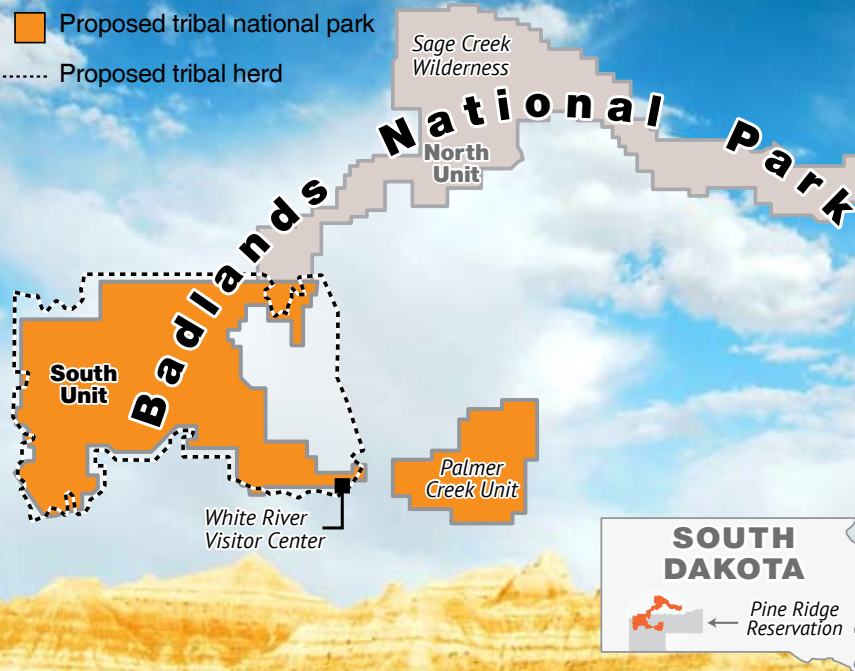 Proposed tribal national park
Proposed tribal herd
Sage Creek
Wilderness
Badlands National Park
North
Unit
South
Unit
Palmer
Creek Unit
White River
Visitor Center
SOUTH
DAKOTA
Pine Ridge
Reservation